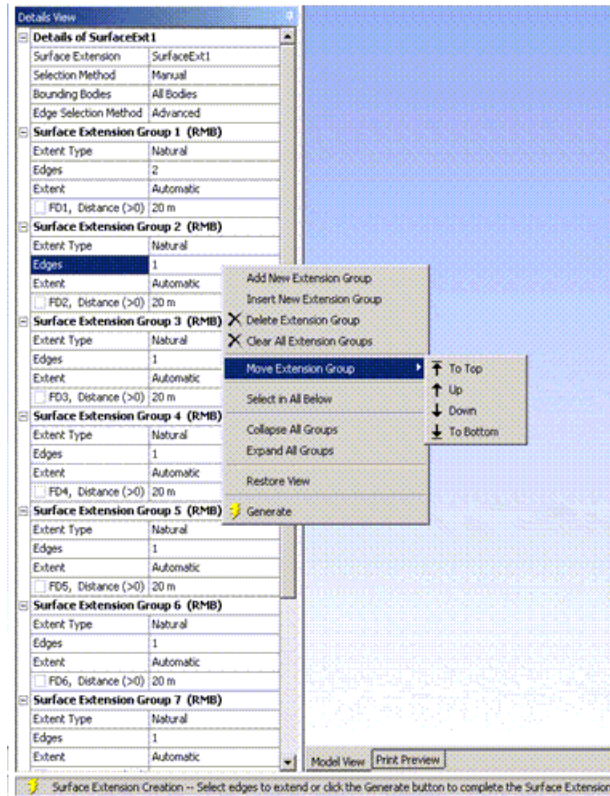 Details View
Details of SurfaceExt1
Surface Extension SurfaceExt1
Selection Method Manual
Bounding Bodies All Bodies
Edge Selection Method Advanced
Surface Extension Group 1 (RMB)
Extent Type Natural
Edges 2
Extent Automatic
FD1, Distance (>0) 20 m
Surface Extension Group 2 (RMB)
Extent Type Natural
Edges 1
Extent Automatic
FD2, Distance (>0) 20 m
Surface Extension Group 3 (RMB)
Extent Type Natural
Edges 1
Extent Automatic
FD3, Distance (>0) 20 m
Surface Extension Group 4 (RMB)
Extent Type Natural
Edges 1
Extent Automatic
FD4, Distance (>0) 20 m
Surface Extension Group 5 (RMB)
Extent Type Natural
Edges 1
Extent Automatic
FD5, Distance (>0) 20 m
Surface Extension Group 6 (RMB)
Extent Type Natural
Edges 1
Extent Automatic
FD6, Distance (>0) 20 m
Surface Extension Group 7 (RMB)
Extent Type Natural
Edges 1
Extent Automatic
Add New Extension Group
Insert New Extension Group
Delete Extension Group
Clear All Extension Groups
Move Extension Group
Select in All Below
Collapse All Groups
Expand All Groups
Restore View
Generate
To Top
Up
Down
To Bottom
Model View Print Preview
Surface Extension Creation -- Select edges to extend or click the Generate button to complete the Surface Extension